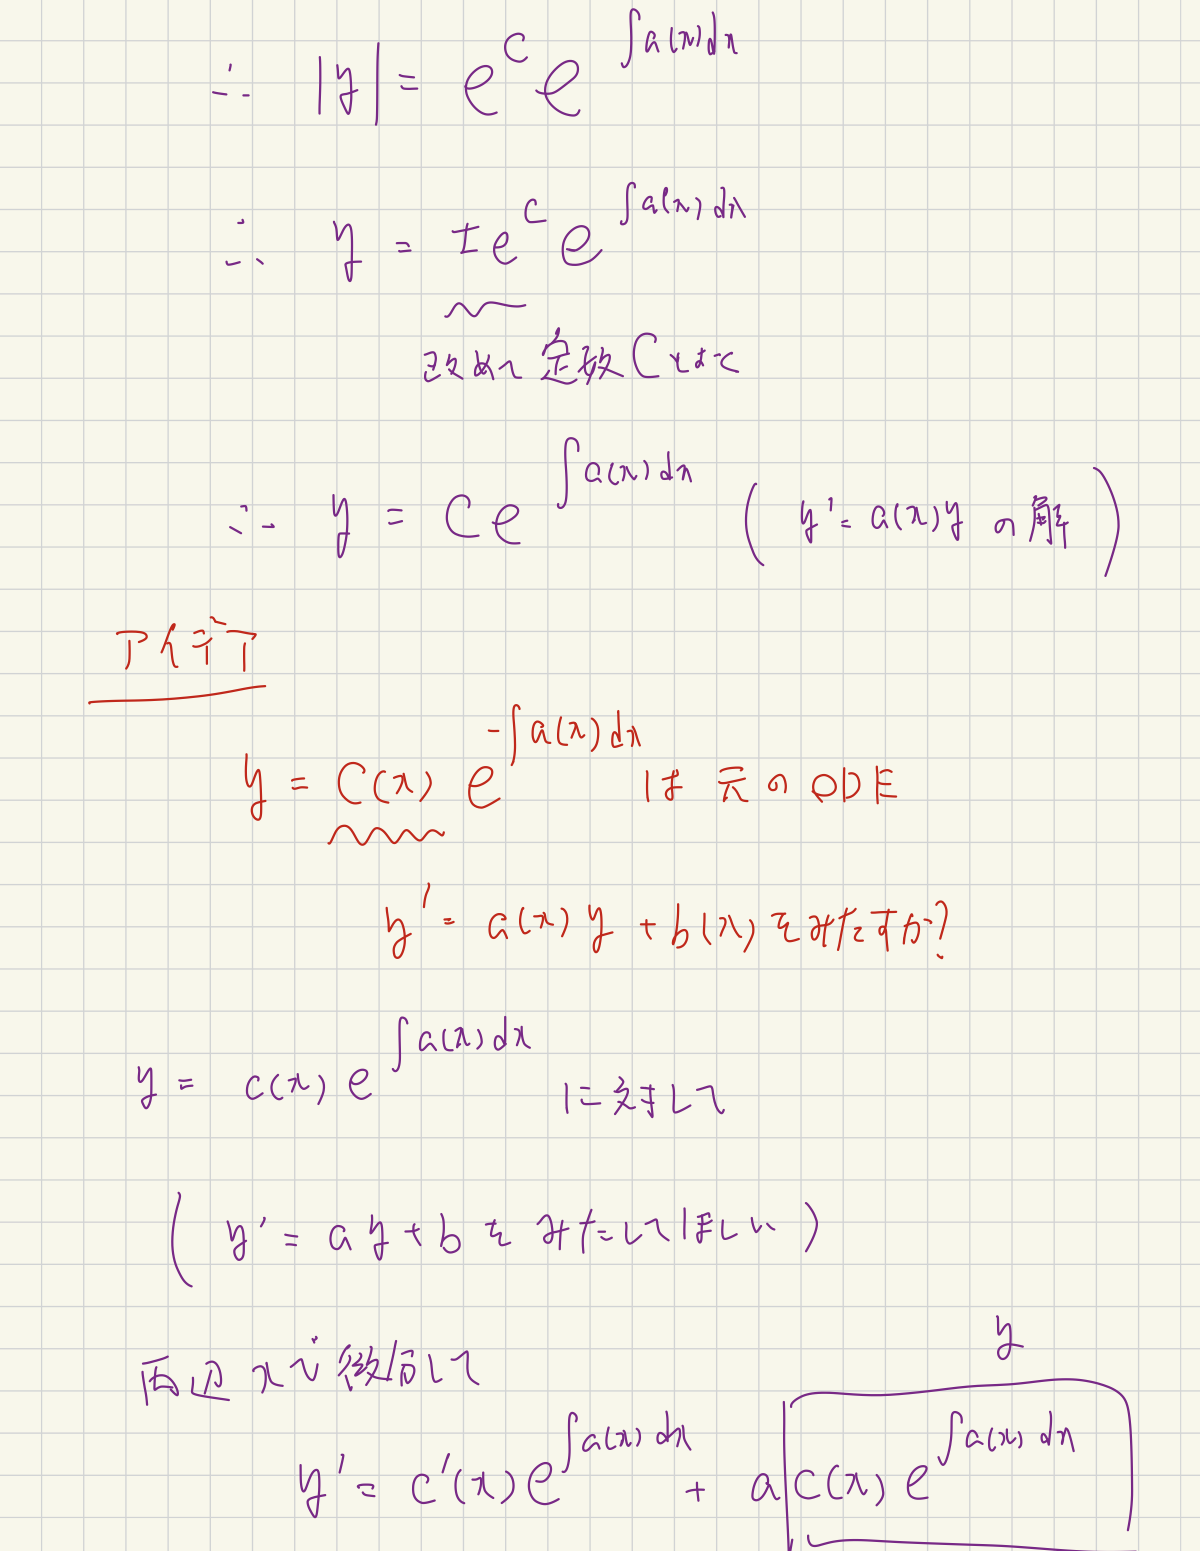 ∴ |y| = e^c e^{∫a(x)dx}
∴ y = ±e^c e^{∫a(x)dx}
改めて定数Cとおく
∴ y = Ce^{∫a(x)dx} ( y' = a(x)y の解 )
アイデア
y = C(x) e^{-∫a(x)dx} は 元の ODE
y' = a(x) y + b(x) をみたすか?
y = c(x) e^{∫a(x)dx} に対して
( y' = ay + b を みたしてほしい )
両辺 xで 微分して
y
y' = c'(x) e^{∫a(x)dx} + a c(x) e^{∫a(x)dx}